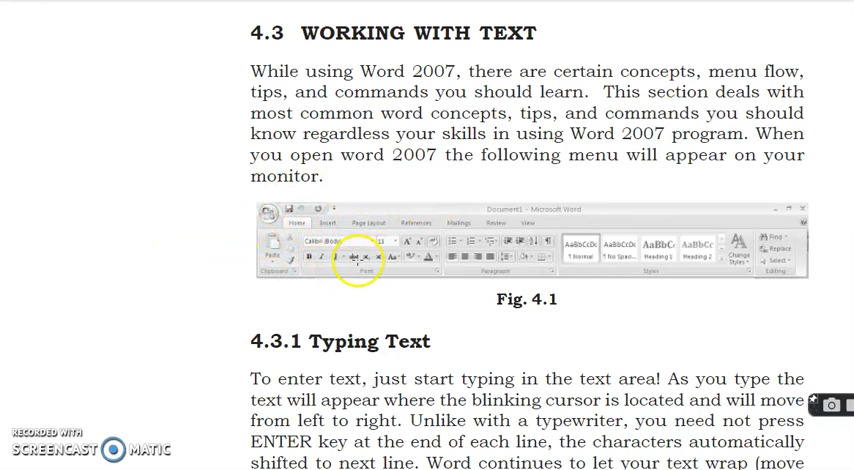 4.3 WORKING WITH TEXT
While using Word 2007, there are certain concepts, menu flow,
tips, and commands you should learn. This section deals with
most common word concepts, tips, and commands you should
know regardless your skills in using Word 2007 program. When
you open word 2007 the following menu will appear on your
monitor.
Document1 - Microsoft Word
Home Insert Page Layout References Mailings Review View
Calibri (Body) 11
AaBbCcDc AaBbCcDc AaBbC AaBbCc
Find
Replace
Select
Paste
¶ Normal ¶ No Spac... Heading 1 Heading 2
Change
Styles
Clipboard Font Paragraph Styles Editing
Fig. 4.1
4.3.1 Typing Text
To enter text, just start typing in the text area! As you type the
text will appear where the blinking cursor is located and will move
from left to right. Unlike with a typewriter, you need not press
ENTER key at the end of each line, the characters automatically
shifted to next line. Word continues to let your text wrap (move
RECORDED WITH
SCREENCAST MATIC